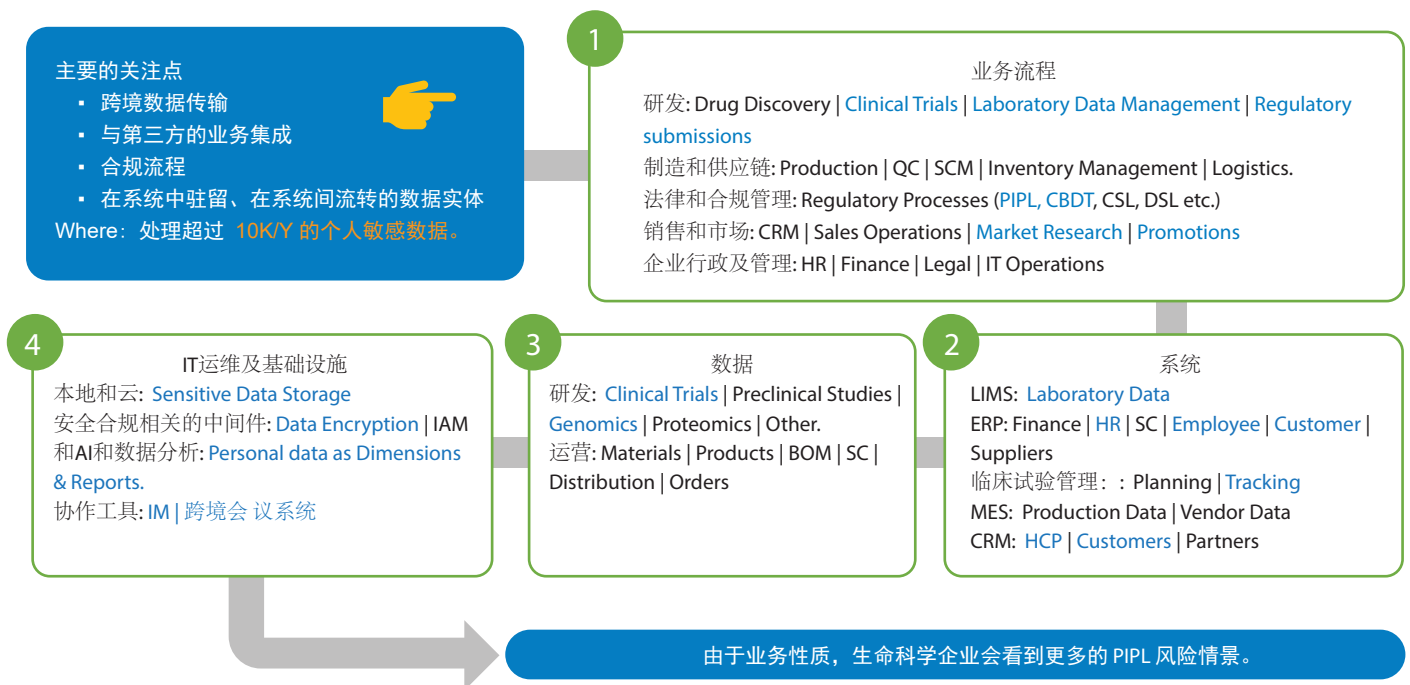 主要的关注点
▪ 跨境数据传输
▪ 与第三方的业务集成
▪ 合规流程
▪ 在系统中驻留、在系统间流转的数据实体
Where：处理超过 10K/Y 的个人敏感数据。
1
业务流程
研发: Drug Discovery | Clinical Trials | Laboratory Data Management | Regulatory
submissions
制造和供应链: Production | QC | SCM | Inventory Management | Logistics.
法律和合规管理: Regulatory Processes (PIPL, CBDT, CSL, DSL etc.)
销售和市场: CRM | Sales Operations | Market Research | Promotions
企业行政及管理: HR | Finance | Legal | IT Operations
4
IT运维及基础设施
本地和云: Sensitive Data Storage
安全合规相关的中间件: Data Encryption | IAM
和AI和数据分析: Personal data as Dimensions
& Reports.
协作工具: IM | 跨境会 议系统
3
数据
研发: Clinical Trials | Preclinical Studies |
Genomics | Proteomics | Other.
运营: Materials | Products | BOM | SC |
Distribution | Orders
2
系统
LIMS: Laboratory Data
ERP: Finance | HR | SC | Employee | Customer |
Suppliers
临床试验管理：: Planning | Tracking
MES: Production Data | Vendor Data
CRM: HCP | Customers | Partners
由于业务性质，生命科学企业会看到更多的 PIPL 风险情景。